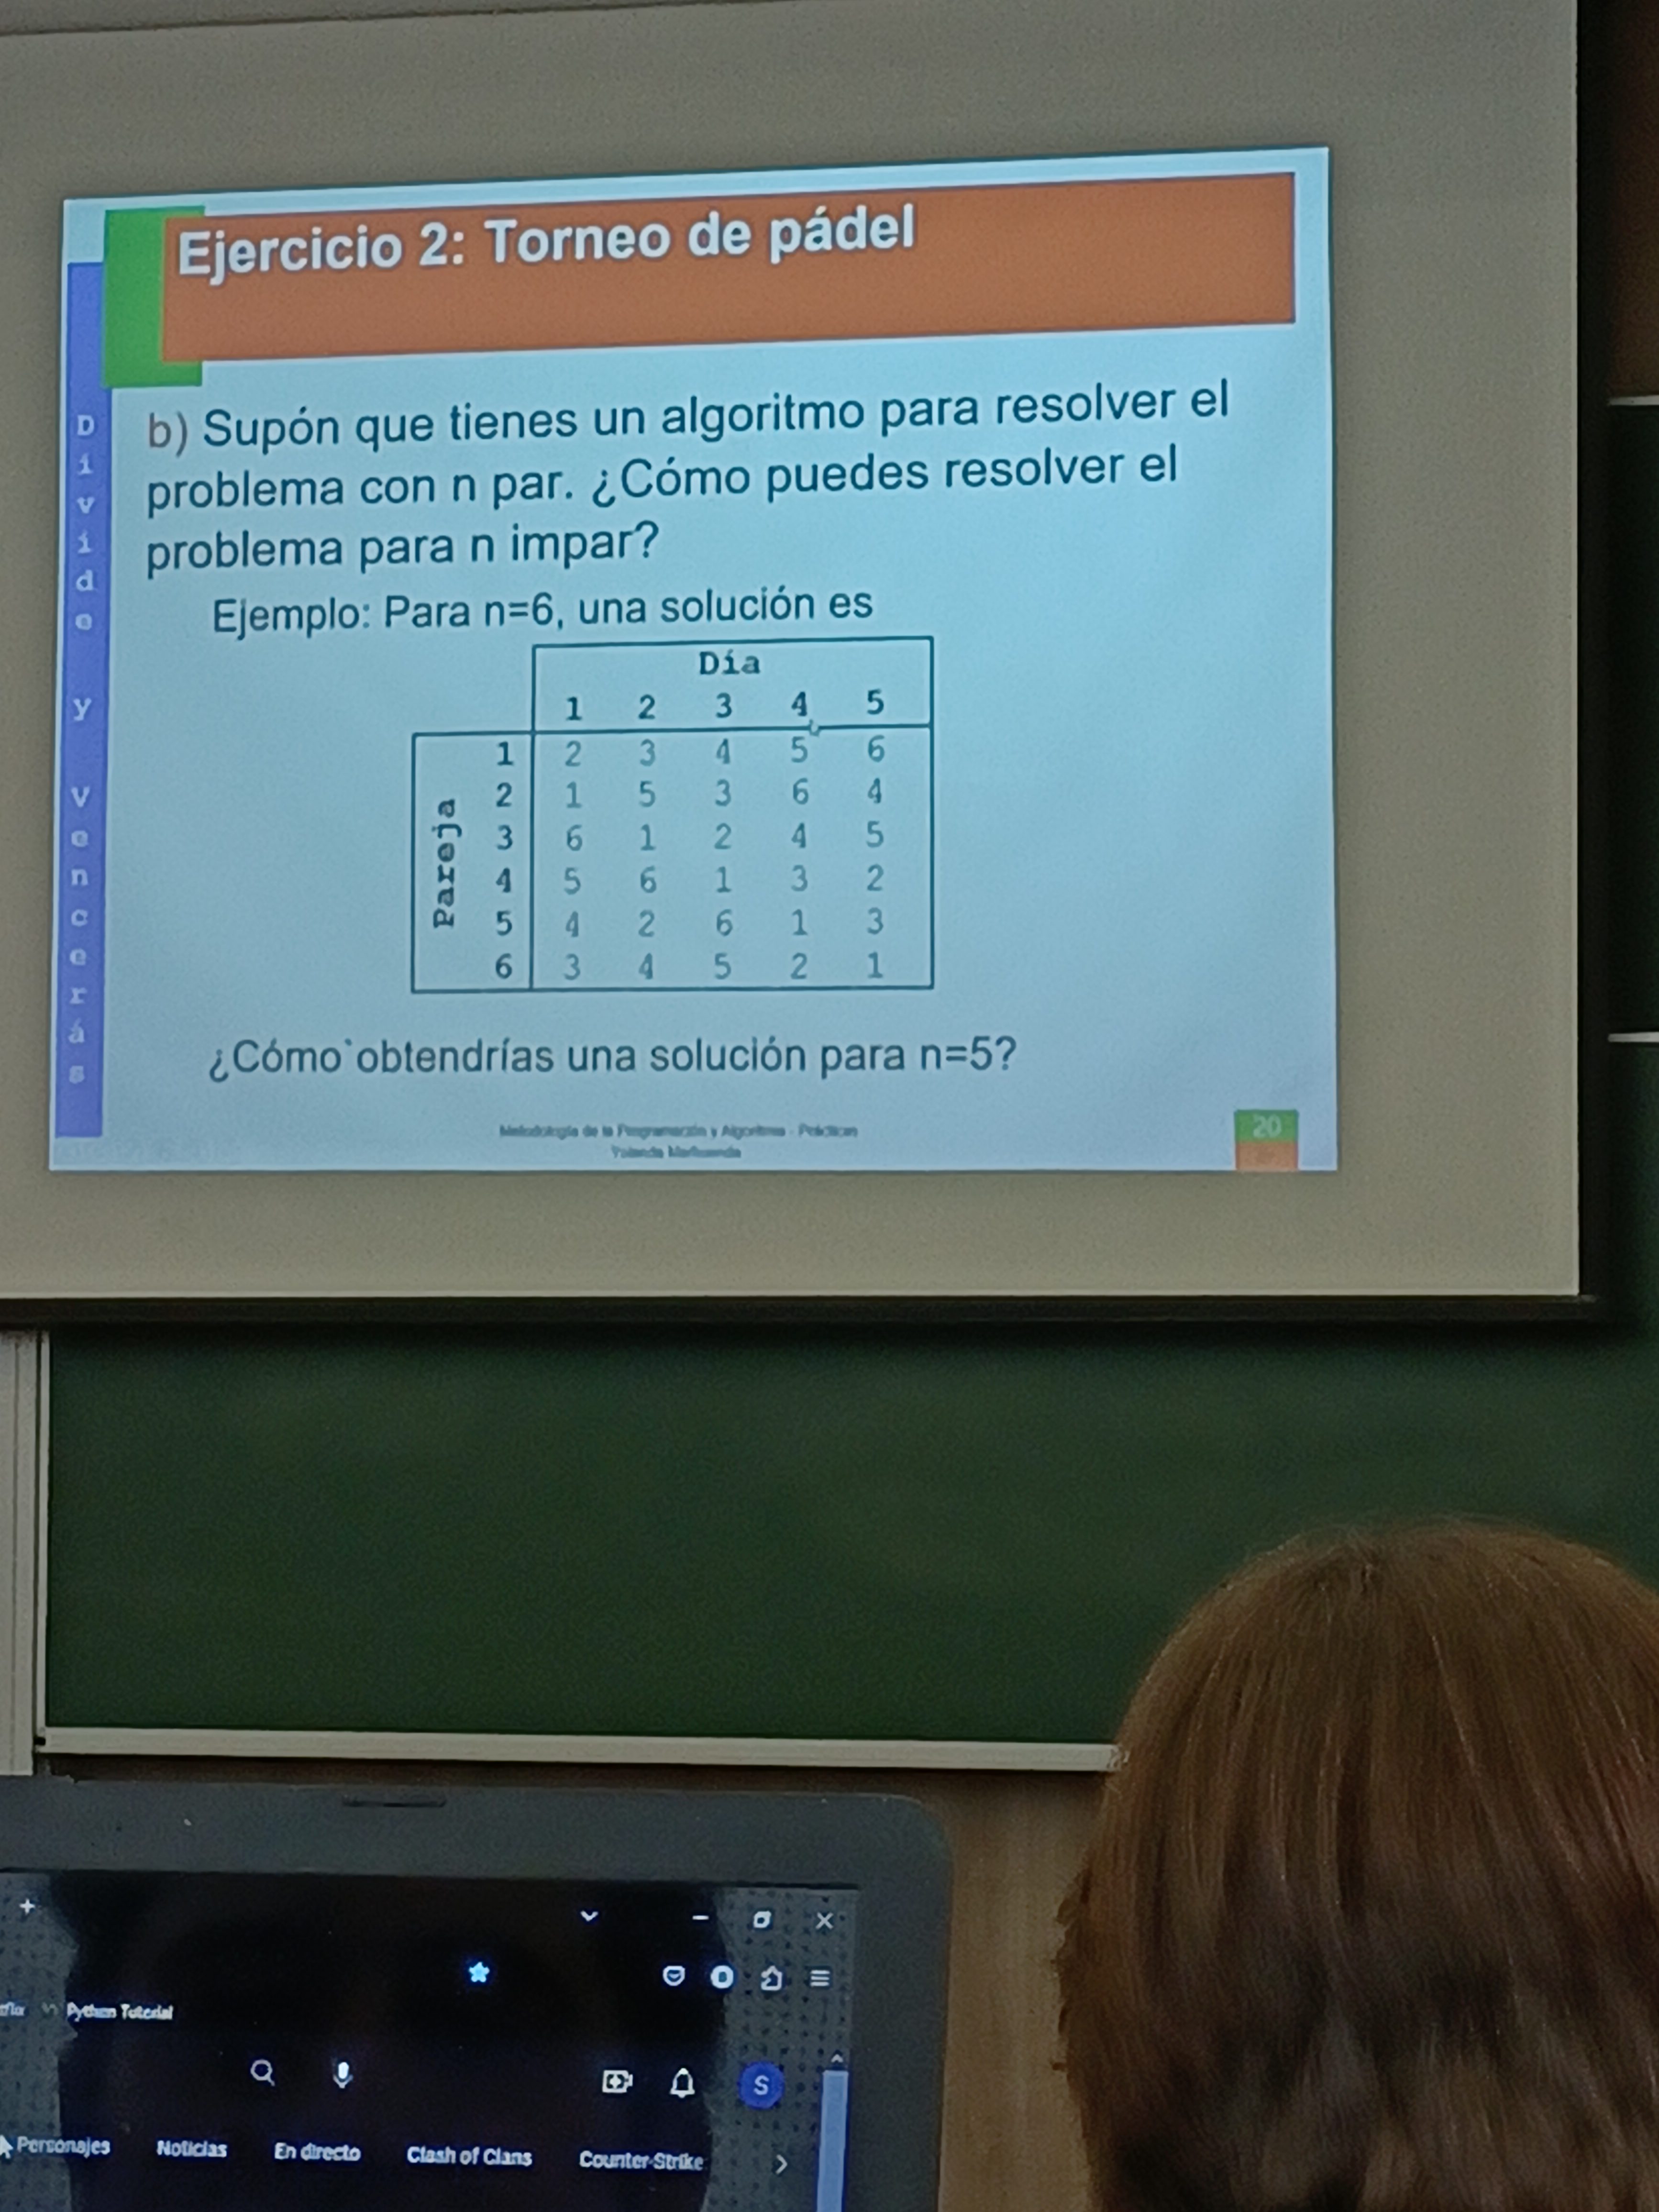 Ejercicio 2: Torneo de pádel
Divide y vencerás
b) Supón que tienes un algoritmo para resolver el
problema con n par. ¿Cómo puedes resolver el
problema para n impar?
Ejemplo: Para n=6, una solución es
Día
1 2 3 4 5
Pareja
1 2 3 4 5 6
2 1 5 3 6 4
3 6 1 2 4 5
4 5 6 1 3 2
5 4 2 6 1 3
6 3 4 5 2 1
¿Cómo obtendrías una solución para n=5?
Metodología de la Programación y Algoritmia - Prácticas
Yolanda
20
Python Tutorial
S
Personajes Noticias En directo Clash of Clans Counter-Strike